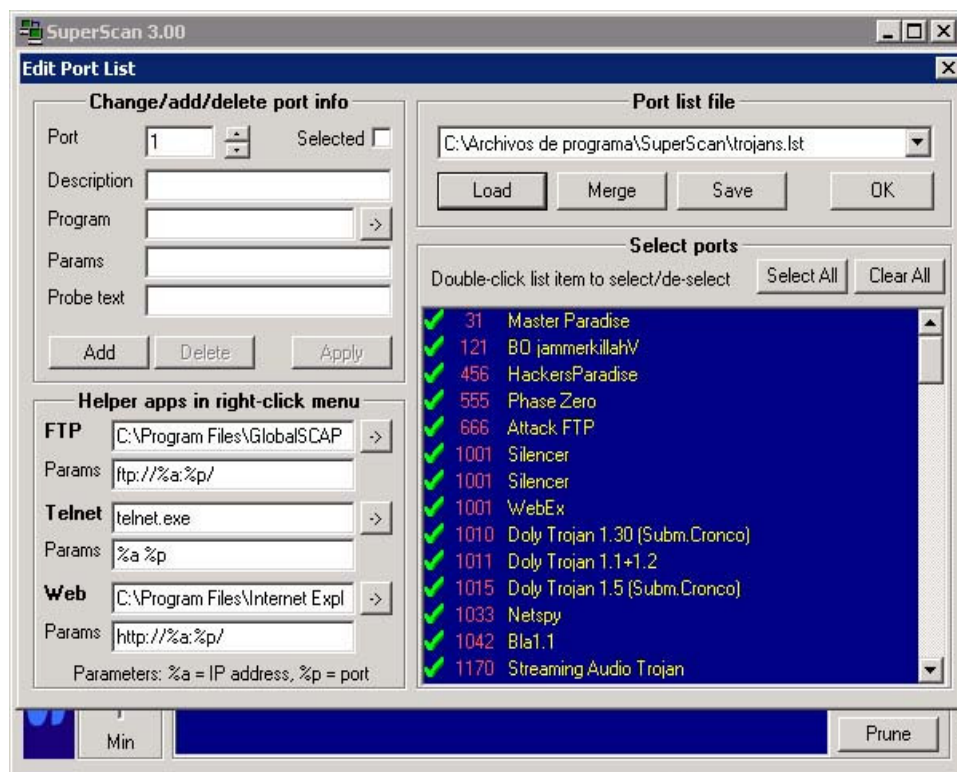 SuperScan 3.00
Edit Port List
Change/add/delete port info
Port 1 Selected
Description
Program ->
Params
Probe text
Add Delete Apply
Helper apps in right-click menu
FTP C:\Program Files\GlobalSCAP ->
Params ftp://%a:%p/
Telnet telnet.exe ->
Params %a %p
Web C:\Program Files\Internet Expl ->
Params http://%a:%p/
Parameters: %a = IP address, %p = port
Port list file
C:\Archivos de programa\SuperScan\trojans.lst
Load Merge Save OK
Select ports
Double-click list item to select/de-select Select All Clear All
31 Master Paradise
121 BO jammerkillahV
456 HackersParadise
555 Phase Zero
666 Attack FTP
1001 Silencer
1001 Silencer
1001 WebEx
1010 Doly Trojan 1.30 (Subm.Cronco)
1011 Doly Trojan 1.1+1.2
1015 Doly Trojan 1.5 (Subm.Cronco)
1033 Netspy
1042 Bla1.1
1170 Streaming Audio Trojan
Min
Prune